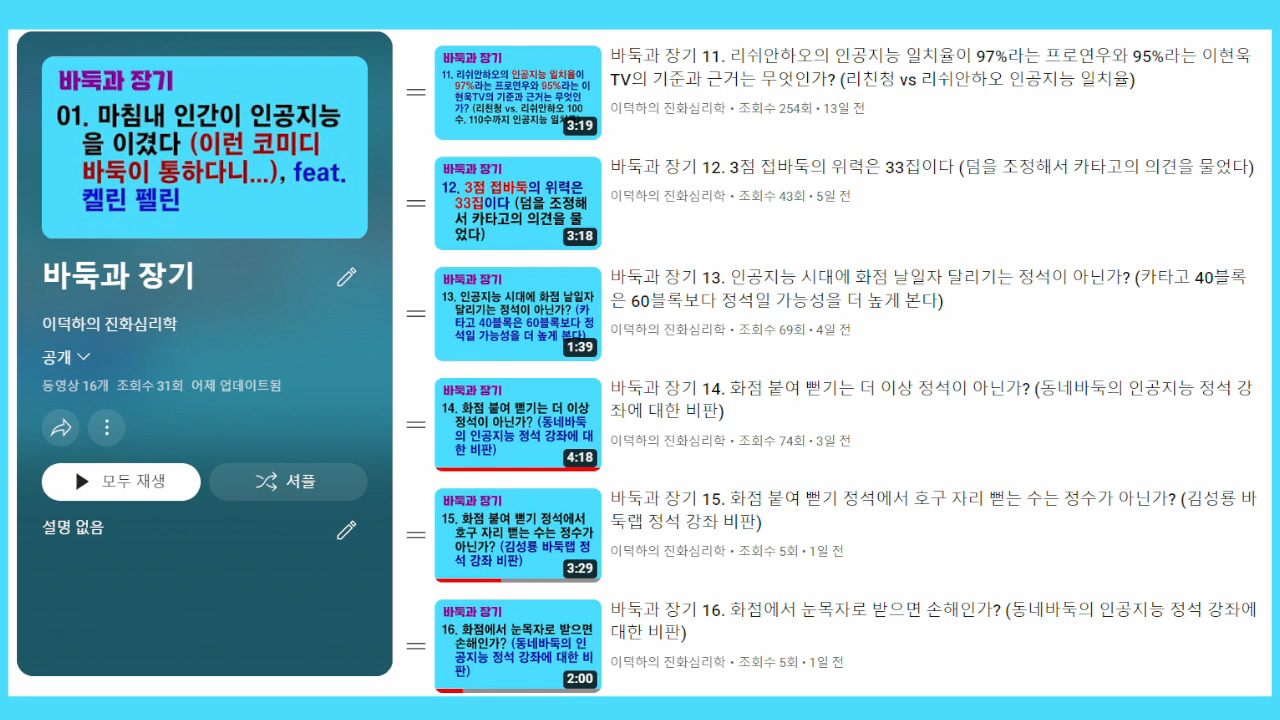 바둑과 장기
01. 마침내 인간이 인공지능
을 이겼다 (이런 코미디
바둑이 통하다니...), feat.
켈린 펠린
바둑과 장기
이덕하의 진화심리학
공개
동영상 16개 조회수 31회 어제 업데이트됨
모두 재생
셔플
설명 없음
바둑과 장기
11. 리쉬안하오의 인공지능 일치율이
97%라는 프로연우와 95%라는 이
현욱TV의 기준과 근거는 무엇인
가? (리친청 vs. 리쉬안하오 100
수, 110수까지 인공지능 일치율)
3:19
바둑과 장기 11. 리쉬안하오의 인공지능 일치율이 97%라는 프로연우와 95%라는 이현욱
TV의 기준과 근거는 무엇인가? (리친청 vs 리쉬안하오 인공지능 일치율)
이덕하의 진화심리학 • 조회수 254회 • 13일 전
바둑과 장기
12. 3점 접바둑의 위력은
33집이다 (덤을 조정해
서 카타고의 의견을 물
었다)
3:18
바둑과 장기 12. 3점 접바둑의 위력은 33집이다 (덤을 조정해서 카타고의 의견을 물었다)
이덕하의 진화심리학 • 조회수 43회 • 5일 전
바둑과 장기
13. 인공지능 시대에 화점 날일자
달리기는 정석이 아닌가? (카
타고 40블록은 60블록보다 정
석일 가능성을 더 높게 본다)
1:39
바둑과 장기 13. 인공지능 시대에 화점 날일자 달리기는 정석이 아닌가? (카타고 40블록
은 60블록보다 정석일 가능성을 더 높게 본다)
이덕하의 진화심리학 • 조회수 69회 • 4일 전
바둑과 장기
14. 화점 붙여 뻗기는 더 이상
정석이 아닌가? (동네바둑
의 인공지능 정석 강좌에 대
한 비판)
4:18
바둑과 장기 14. 화점 붙여 뻗기는 더 이상 정석이 아닌가? (동네바둑의 인공지능 정석 강
좌에 대한 비판)
이덕하의 진화심리학 • 조회수 74회 • 3일 전
바둑과 장기
15. 화점 붙여 뻗기 정석에서
호구 자리 뻗는 수는 정수가
아닌가? (김성룡 바둑랩 정
석 강좌 비판)
3:29
바둑과 장기 15. 화점 붙여 뻗기 정석에서 호구 자리 뻗는 수는 정수가 아닌가? (김성룡 바
둑랩 정석 강좌 비판)
이덕하의 진화심리학 • 조회수 5회 • 1일 전
바둑과 장기
16. 화점에서 눈목자로 받으면
손해인가? (동네바둑의 인
공지능 정석 강좌에 대한 비
판)
2:00
바둑과 장기 16. 화점에서 눈목자로 받으면 손해인가? (동네바둑의 인공지능 정석 강좌에
대한 비판)
이덕하의 진화심리학 • 조회수 5회 • 1일 전